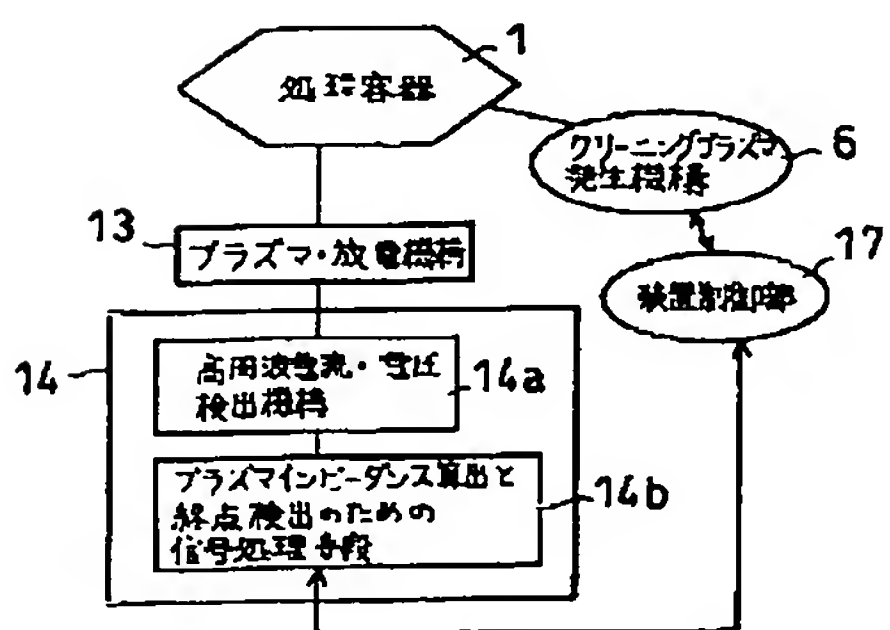 1
処理容器
クリーニングプラズマ
発生機構
6
13
プラズマ・放電機構
17
装置制御部
14
高周波電流・電圧
検出機構
14a
プラズマインピーダンス算出と
終点検出のための
信号処理手段
14b